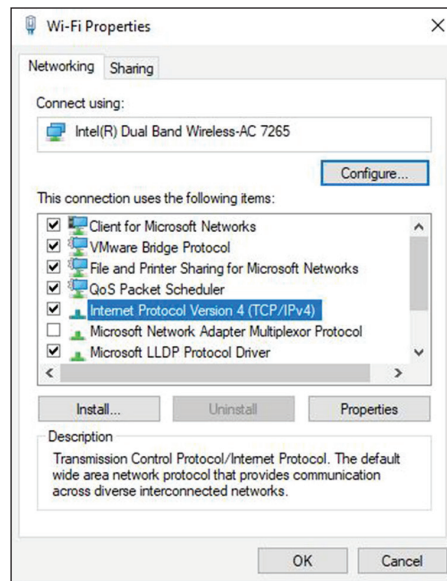 Wi-Fi Properties
Networking
Sharing
Connect using:
Intel(R) Dual Band Wireless-AC 7265
Configure...
This connection uses the following items:
Client for Microsoft Networks
VMware Bridge Protocol
File and Printer Sharing for Microsoft Networks
QoS Packet Scheduler
Internet Protocol Version 4 (TCP/IPv4)
Microsoft Network Adapter Multiplexor Protocol
Microsoft LLDP Protocol Driver
Install...
Uninstall
Properties
Description
Transmission Control Protocol/Internet Protocol. The default
wide area network protocol that provides communication
across diverse interconnected networks.
OK
Cancel